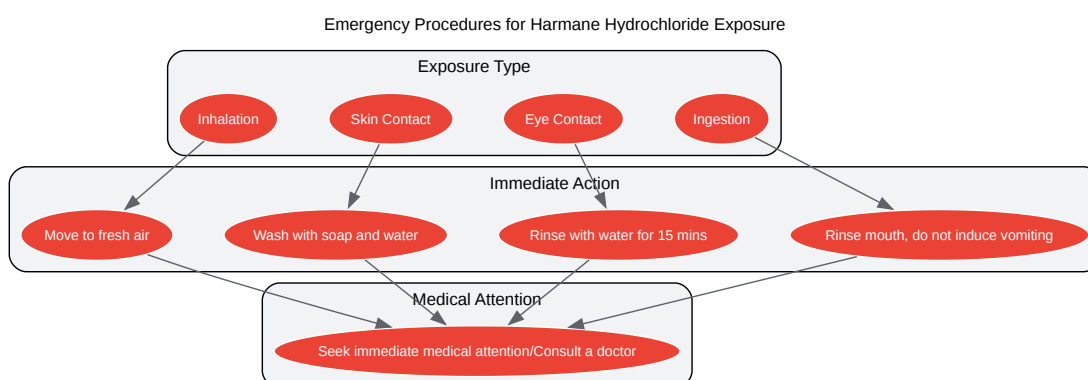 Emergency Procedures for Harmane Hydrochloride Exposure
Exposure Type
Inhalation
Skin Contact
Eye Contact
Ingestion
Immediate Action
Move to fresh air
Wash with soap and water
Rinse with water for 15 mins
Rinse mouth, do not induce vomiting
Medical Attention
Seek immediate medical attention/Consult a doctor